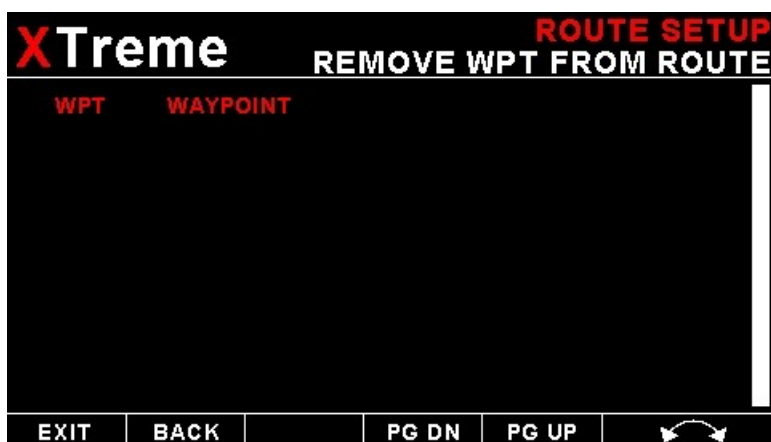 XTreme
ROUTE SETUP
REMOVE WPT FROM ROUTE
WPT WAYPOINT
EXIT BACK PG DN PG UP